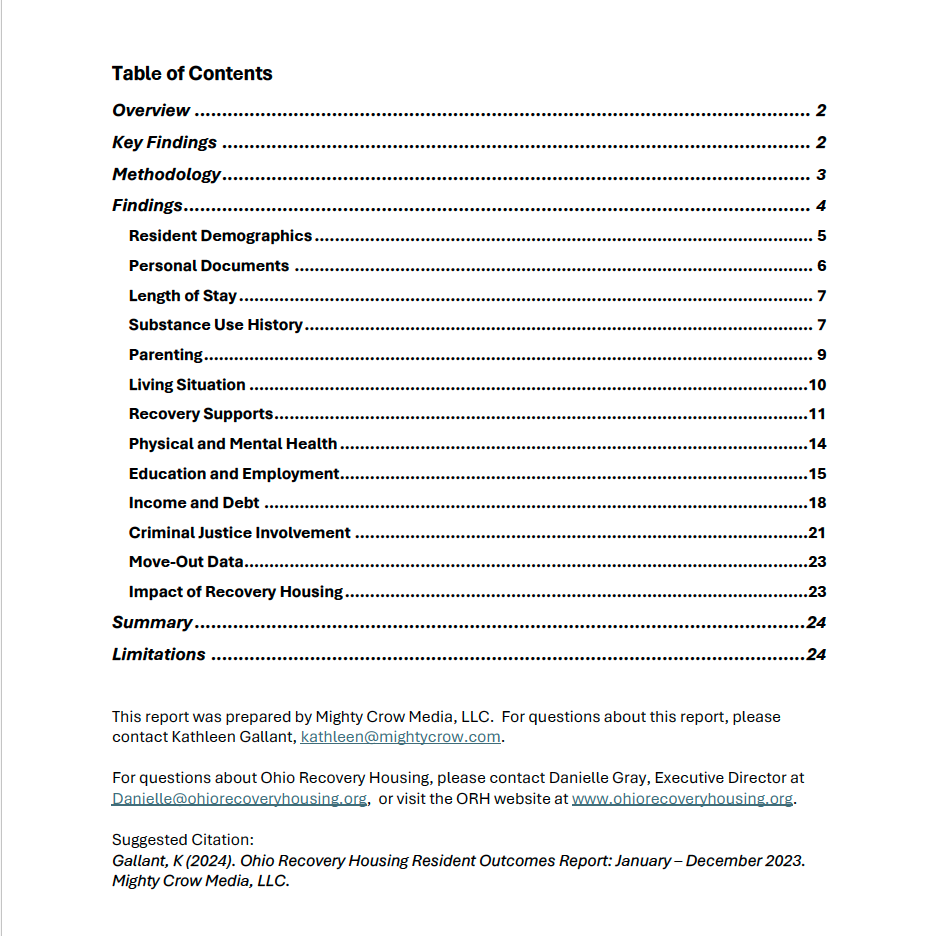 Table of Contents
Overview .................................................................................................................. 2
Key Findings ............................................................................................................. 2
Methodology............................................................................................................. 3
Findings.................................................................................................................... 4
Resident Demographics............................................................................................ 5
Personal Documents ................................................................................................ 6
Length of Stay........................................................................................................... 7
Substance Use History.............................................................................................. 7
Parenting................................................................................................................... 9
Living Situation ........................................................................................................10
Recovery Supports...................................................................................................11
Physical and Mental Health......................................................................................14
Education and Employment.....................................................................................15
Income and Debt .....................................................................................................18
Criminal Justice Involvement ...................................................................................21
Move-Out Data.........................................................................................................23
Impact of Recovery Housing.....................................................................................23
Summary..................................................................................................................24
Limitations ...............................................................................................................24
This report was prepared by Mighty Crow Media, LLC.  For questions about this report, please
contact Kathleen Gallant, kathleen@mightycrow.com.
For questions about Ohio Recovery Housing, please contact Danielle Gray, Executive Director at
Danielle@ohiorecoveryhousing.org,  or visit the ORH website at www.ohiorecoveryhousing.org.
Suggested Citation:
Gallant, K (2024). Ohio Recovery Housing Resident Outcomes Report: January – December 2023.
Mighty Crow Media, LLC.